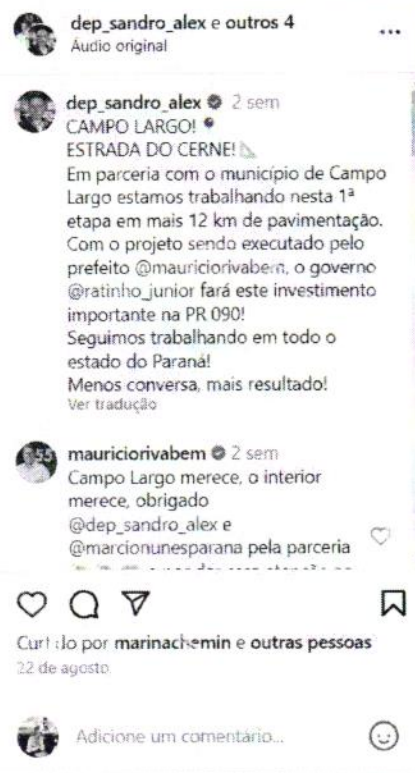 dep_sandro_alex e outros 4
Áudio original
dep_sandro_alex 2 sem
CAMPO LARGO!
ESTRADA DO CERNE!
Em parceria com o município de Campo
Largo estamos trabalhando nesta 1ª
etapa em mais 12 km de pavimentação.
Com o projeto sendo executado pelo
prefeito @mauriciorivabem, o governo
@ratinho_junior fará este investimento
importante na PR 090!
Seguimos trabalhando em todo o
estado do Paraná!
Menos conversa, mais resultado!
Ver tradução
mauriciorivabem 2 sem
Campo Largo merece, o interior
merece, obrigado
@dep_sandro_alex e
@marcionunesparana pela parceria
Curtido por marinachemin e outras pessoas
22 de agosto
Adicione um comentário...